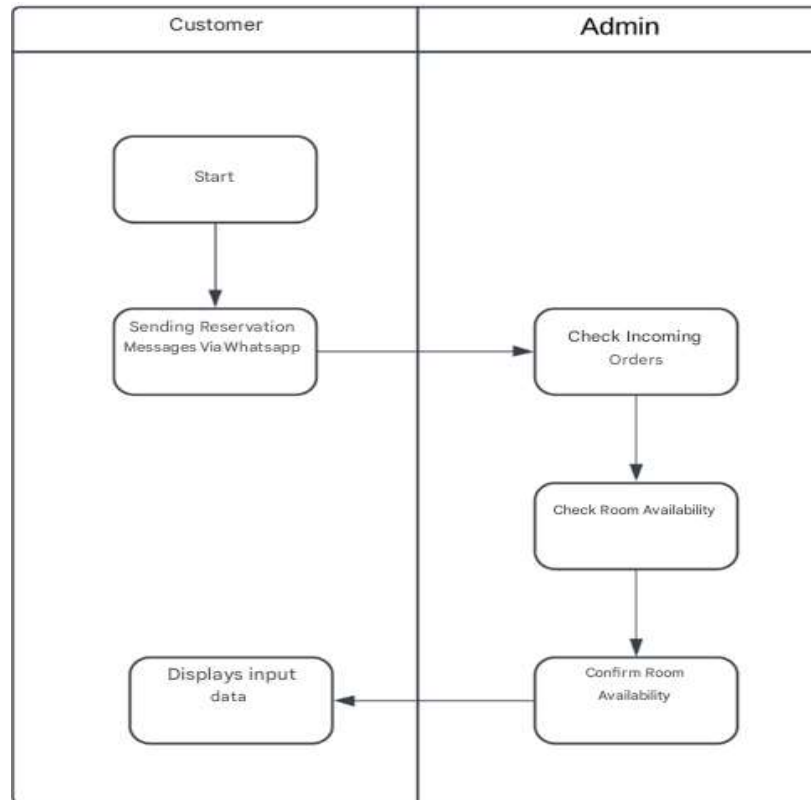 Customer
Admin
Start
Sending Reservation
Messages Via Whatsapp
Check Incoming
Orders
Check Room Availability
Displays input
data
Confirm Room
Availability